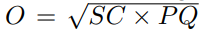 O = √SC × PQ